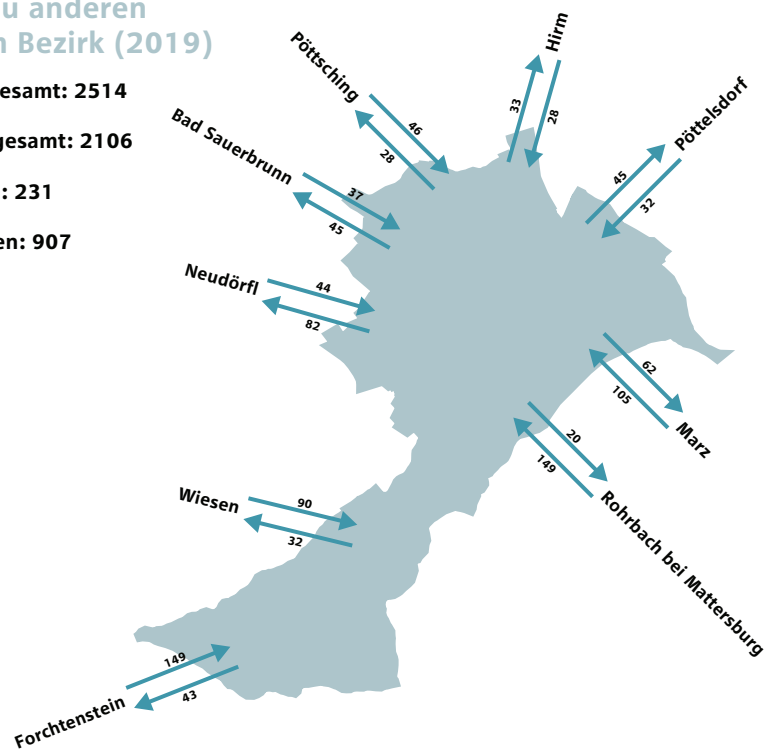 u anderen
n Bezirk (2019)
esamt: 2514
gesamt: 2106
: 231
en: 907
Pöttsching
46
28
Hirm
33
28
Pöttelsdorf
45
32
Bad Sauerbrunn
37
45
Neudörfl
44
82
62
105
Marz
20
149
Rohrbach bei Mattersburg
Wiesen
90
32
149
43
Forchtenstein